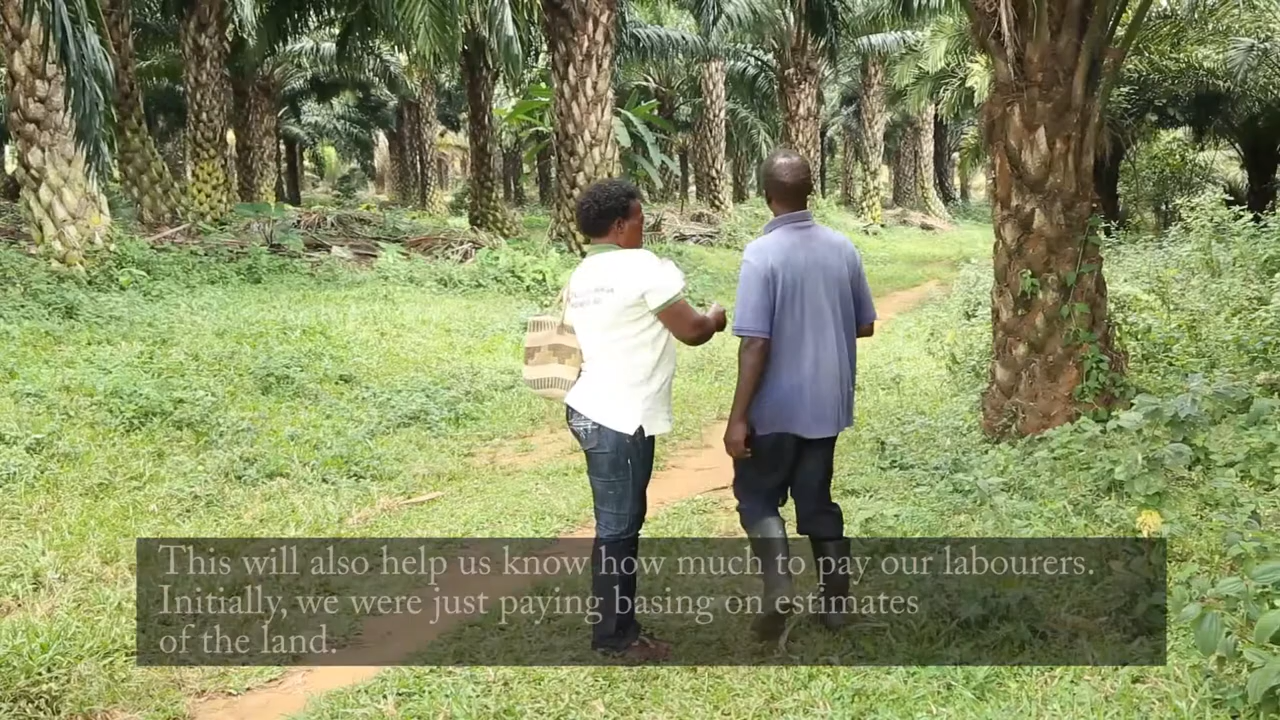 This will also help us know how much to pay our labourers.
Initially, we were just paying basing on estimates
of the land.